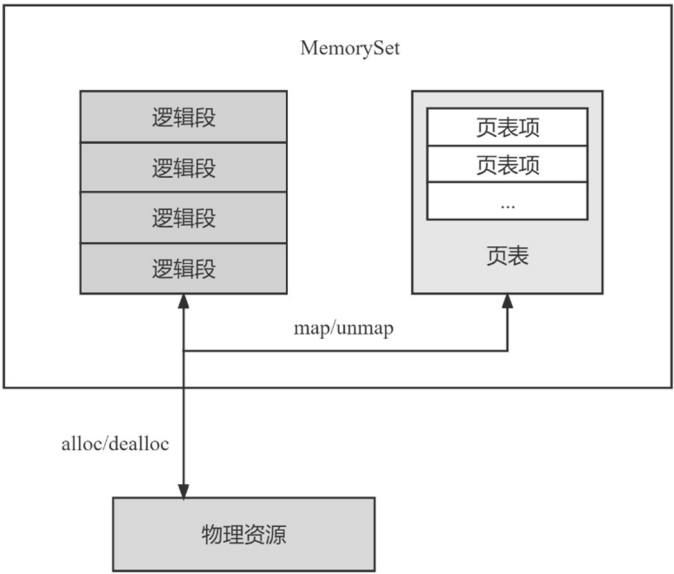 MemorySet
逻辑段
逻辑段
逻辑段
逻辑段
页表项
页表项
...
页表
map/unmap
alloc/dealloc
物理资源